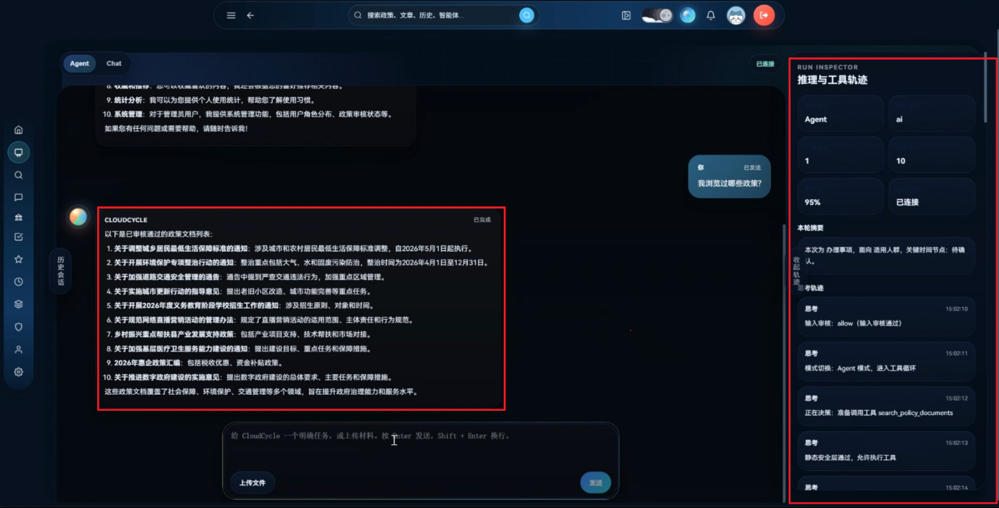 搜索政策、文章、历史、智能体...
Agent
Chat
已连接
8. 收藏和推荐：您可以收藏喜欢的内容，我还会根据您的喜好推荐相关内容。
9. 统计分析：我可以为您提供个人使用统计，帮助您了解使用习惯。
10. 系统管理：对于管理员用户，我提供系统管理功能，包括用户角色分布、政策审核状态等。
如果您有任何问题或需要帮助，请随时告诉我！
你
已发送
我浏览过哪些政策？
历史会话
CLOUDCYCLE
已完成
以下是已审核通过的政策文档列表：
1. 关于调整城乡居民最低生活保障标准的通知：涉及城市和农村居民最低生活保障标准调整，自2026年5月1日起执行。
2. 关于开展环境保护专项整治行动的通知：整治重点包括大气、水和固废污染防治，整治时间为2026年4月1日至12月31日。
3. 关于加强道路交通安全管理的通告：通告中提到严查交通违法行为，加强重点区域管理。
4. 关于实施城市更新行动的指导意见：提出老旧小区改造、城市功能完善等重点任务。
5. 关于开展2026年度义务教育阶段学校招生工作的通知：涉及招生原则、对象和时间。
6. 关于规范网络直播营销活动的管理办法：规定了直播营销活动的适用范围、主体责任和行为规范。
7. 乡村振兴重点帮扶县产业发展支持政策：包括产业项目支持、技术帮扶和市场对接。
8. 关于加强基层医疗卫生服务能力建设的通知：提出建设目标、重点任务和保障措施。
9. 2026年惠企政策汇编：包括税收优惠、资金补贴政策。
10. 关于推进数字政府建设的实施意见：提出数字政府建设的总体要求、主要任务和保障措施。
这些政策文档覆盖了社会保障、环境保护、交通管理等多个领域，旨在提升政府治理能力和服务水平。
给 CloudCycle 一个明确任务，或上传材料。按 Enter 发送，Shift + Enter 换行。
上传文件
发送
RUN INSPECTOR
推理与工具轨迹
Agent
ai
1
10
95%
已连接
本轮摘要
本次为 办理事项，面向 适用人群，关键时间节点：待确
认。
收起轨迹
思考轨迹
思考
15:02:10
输入审核：allow（输入审核通过）
思考
15:02:11
模式切换：Agent 模式，进入工具循环
思考
15:02:12
正在决策：准备调用工具 search_policy_documents
思考
15:02:13
静态安全层通过，允许执行工具
思考
15:02:14